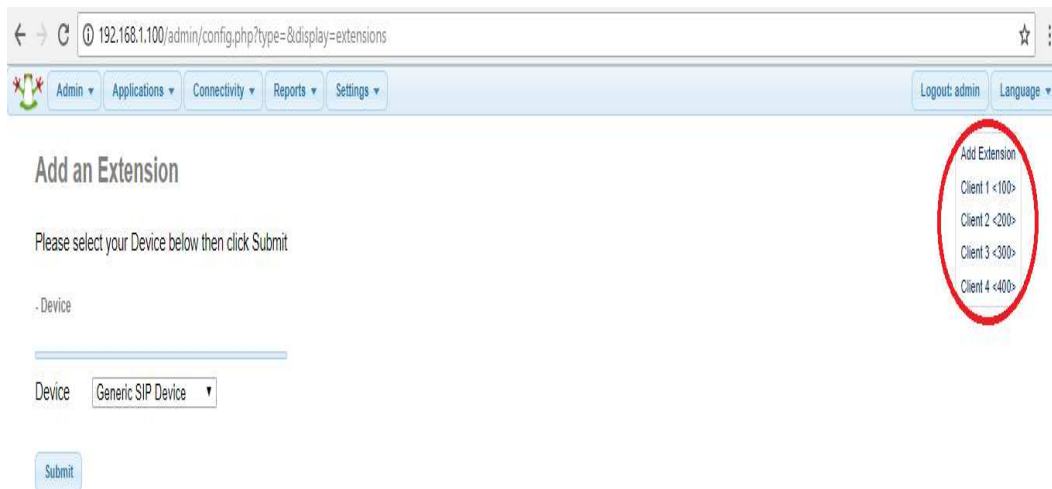 192.168.1.100/admin/config.php?type=&display=extensions
Admin Applications Connectivity Reports Settings Logout: admin Language
Add Extension
Client 1 <100>
Client 2 <200>
Client 3 <300>
Client 4 <400>
Add an Extension
Please select your Device below then click Submit
- Device
Device Generic SIP Device
Submit